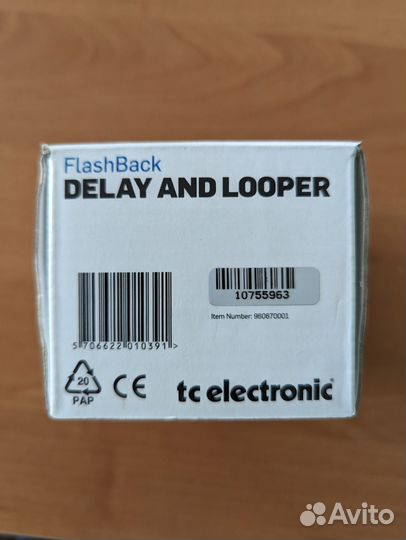 FlashBack
DELAY AND LOOPER
10755963
Item Number: 960870001
5 706622 010391 >
20
PAP
CE
tc electronic
Avito